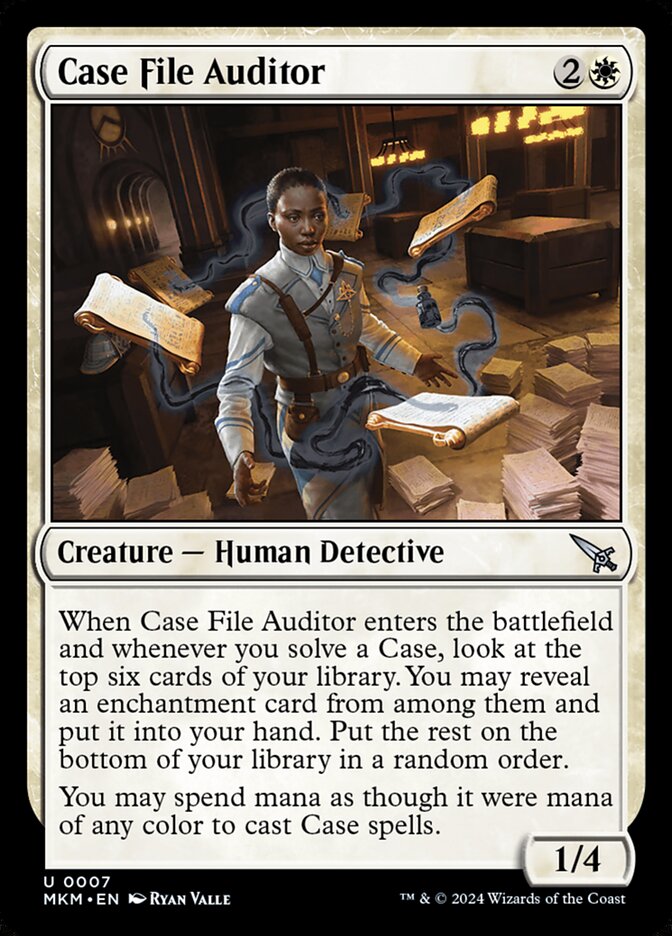 Case File Auditor 2
Creature — Human Detective
When Case File Auditor enters the battlefield
and whenever you solve a Case, look at the
top six cards of your library. You may reveal
an enchantment card from among them and
put it into your hand. Put the rest on the
bottom of your library in a random order.
You may spend mana as though it were mana
of any color to cast Case spells.
1/4
U 0007
MKM • EN Ryan Valle
™ & © 2024 Wizards of the Coast